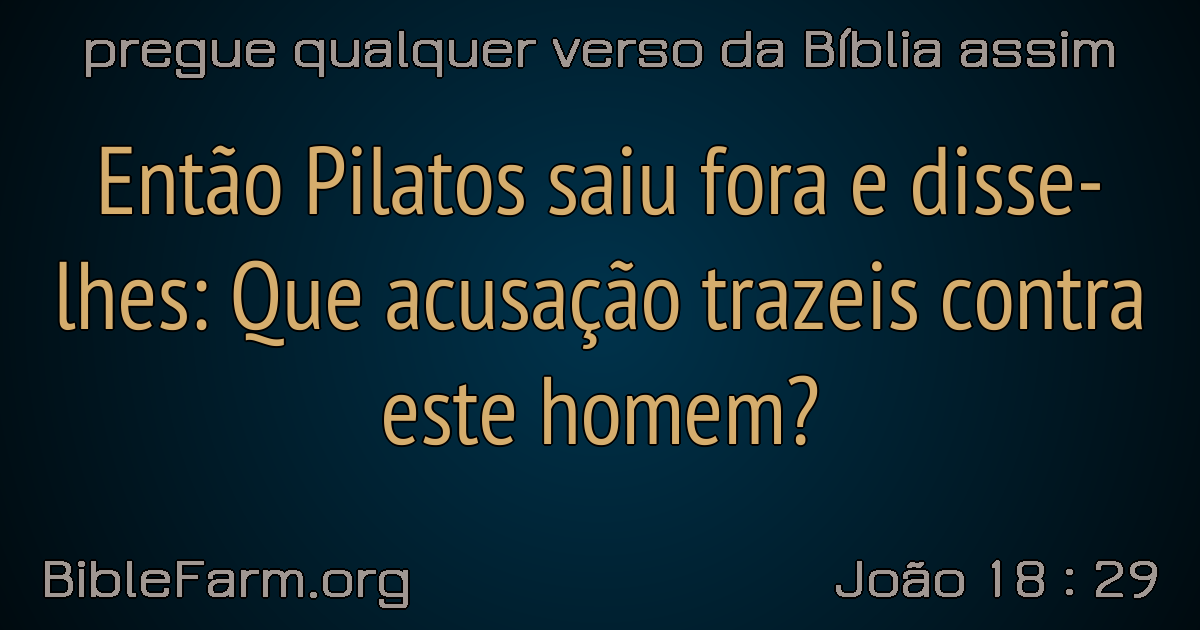 pregue qualquer verso da Bíblia assim
Então Pilatos saiu fora e disse-
lhes: Que acusação trazeis contra
este homem?
BibleFarm.org
João 18 : 29